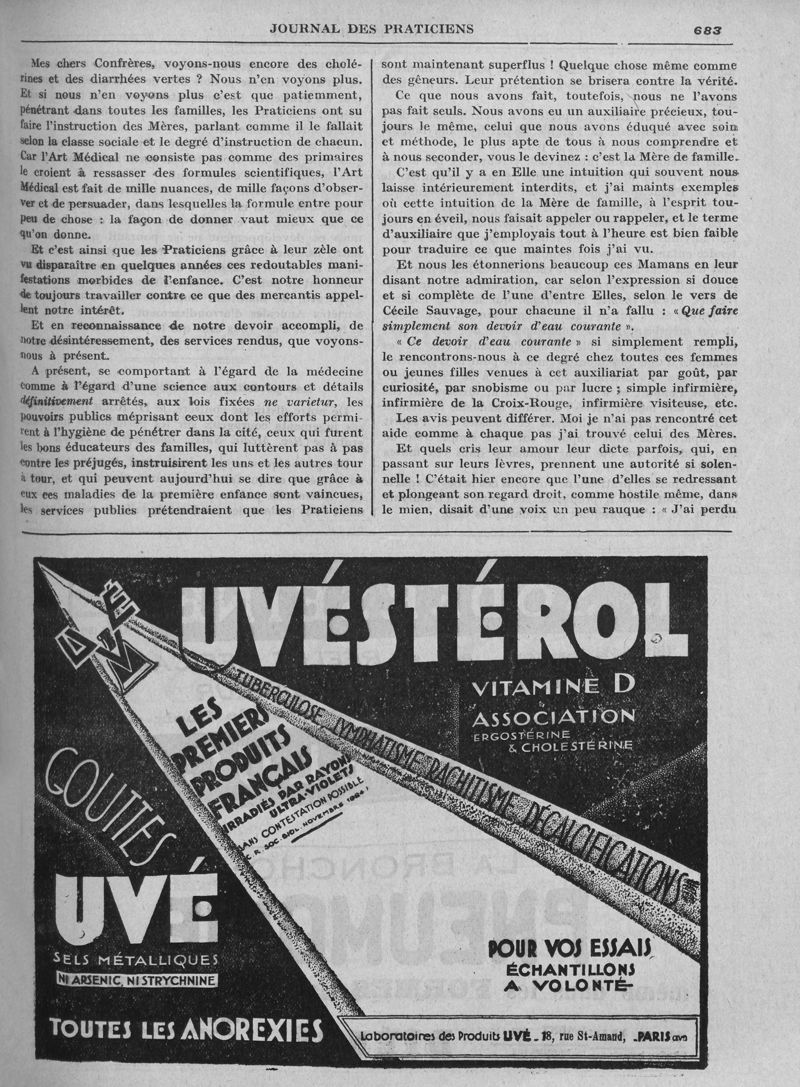 JOURNAL DES PRATICIENS
683
Mes chers Confrères, voyons-nous encore des cholé-
rines et des diarrhées vertes ? Nous n'en voyons plus.
Et si nous n'en voyons plus c'est que patiemment,
pénétrant dans toutes les familles, les Praticiens ont su
faire l'instruction des Mères, parlant comme il le fallait
selon la classe sociale et le degré d'instruction de chacun.
Car l'Art Médical ne consiste pas comme des primaires
le croient à ressasser des formules scientifiques, l'Art
Médical est fait de mille nuances, de mille façons d'obser-
ver et de persuader, dans lesquelles la formule entre pour
peu de chose : la façon de donner vaut mieux que ce
qu'on donne.
Et c'est ainsi que les Praticiens grâce à leur zèle ont
vu disparaître en quelques années ces redoutables mani-
festations morbides de l'enfance. C'est notre honneur
de toujours travailler contre ce que des mercantis appel-
lent notre intérêt.
Et en reconnaissance de notre devoir accompli, de
notre désintéressement, des services rendus, que voyons-
nous à présent.
A présent, se comportant à l'égard de la médecine
comme à l'égard d'une science aux contours et détails
définitivement arrêtés, aux lois fixées ne varietur, les
pouvoirs publics méprisant ceux dont les efforts permi-
rent à l'hygiène de pénétrer dans la cité, ceux qui furent
les bons éducateurs des familles, qui luttèrent pas à pas
contre les préjugés, instruisirent les uns et les autres tour
à tour, et qui peuvent aujourd'hui se dire que grâce à
eux ces maladies de la première enfance sont vaincues,
les services publics prétendraient que les Praticiens
sont maintenant superflus ! Quelque chose même comme
des gêneurs. Leur prétention se brisera contre la vérité.
Ce que nous avons fait, toutefois, nous ne l'avons
pas fait seuls. Nous avons eu un auxiliaire précieux, tou-
jours le même, celui que nous avons éduqué avec soin
et méthode, le plus apte de tous à nous comprendre et
à nous seconder, vous le devinez : c'est la Mère de famille.
C'est qu'il y a en Elle une intuition qui souvent nous
laisse intérieurement interdits, et j'ai maints exemples
où cette intuition de la Mère de famille, à l'esprit tou-
jours en éveil, nous faisait appeler ou rappeler, et le terme
d'auxiliaire que j'employais tout à l'heure est bien faible
pour traduire ce que maintes fois j'ai vu.
Et nous les étonnerions beaucoup ces Mamans en leur
disant notre admiration, car selon l'expression si douce
et si complète de l'une d'entre Elles, selon le vers de
Cécile Sauvage, pour chacune il n'a fallu : « Que faire
simplement son devoir d'eau courante ».
« Ce devoir d'eau courante » si simplement rempli,
le rencontrons-nous à ce degré chez toutes ces femmes
ou jeunes filles venues à cet auxiliariat par goût, par
curiosité, par snobisme ou par lucre ; simple infirmière,
infirmière de la Croix-Rouge, infirmière visiteuse, etc.
Les avis peuvent différer. Moi je n'ai pas rencontré cet
aide comme à chaque pas j'ai trouvé celui des Mères.
Et quels cris leur amour leur dicte parfois, qui, en
passant sur leurs lèvres, prennent une autorité si solen-
nelle ! C'était hier encore que l'une d'elles se redressant
et plongeant son regard droit, comme hostile même, dans
le mien, disait d'une voix un peu rauque : « J'ai perdu
UVÉSTÉROL
VITAMINE D
& ASSOCIATION
ERGOSTÉRINE
& CHOLESTÉRINE
TUBERCULOSE _ LYMPHATISME RACHITISME DÉCALCIFICATIONS
LES
PREMIERS
PRODUITS
FRANÇAIS
IRRADIÉS PAR RAYONS
ULTRA-VIOLETS
SANS CONTESTATION POSSIBLE
GOUTTES
UVÉ
SELS MÉTALLIQUES
NI ARSENIC, NI STRYCHNINE
TOUTES LES ANOREXIES
POUR VOS ESSAIS
ÉCHANTILLONS
A VOLONTÉ
Laboratoires des Produits UVÉ _ 18, rue St-Amand, _PARIS (XVe)